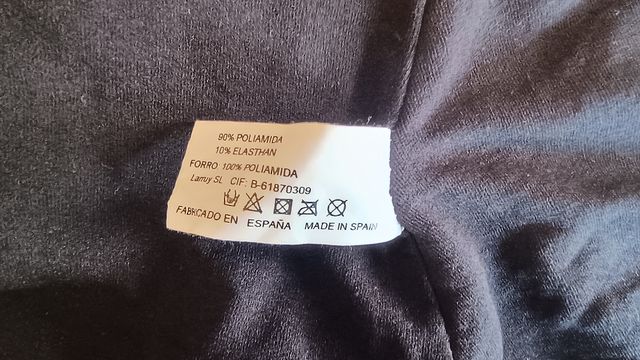 90% POLIAMIDA
10% ELASTHAN
FORRO: 100% POLIAMIDA
Larruy SL CIF: B-61870309
FABRCADO EN ESPAÑA MADE IN SPAIN